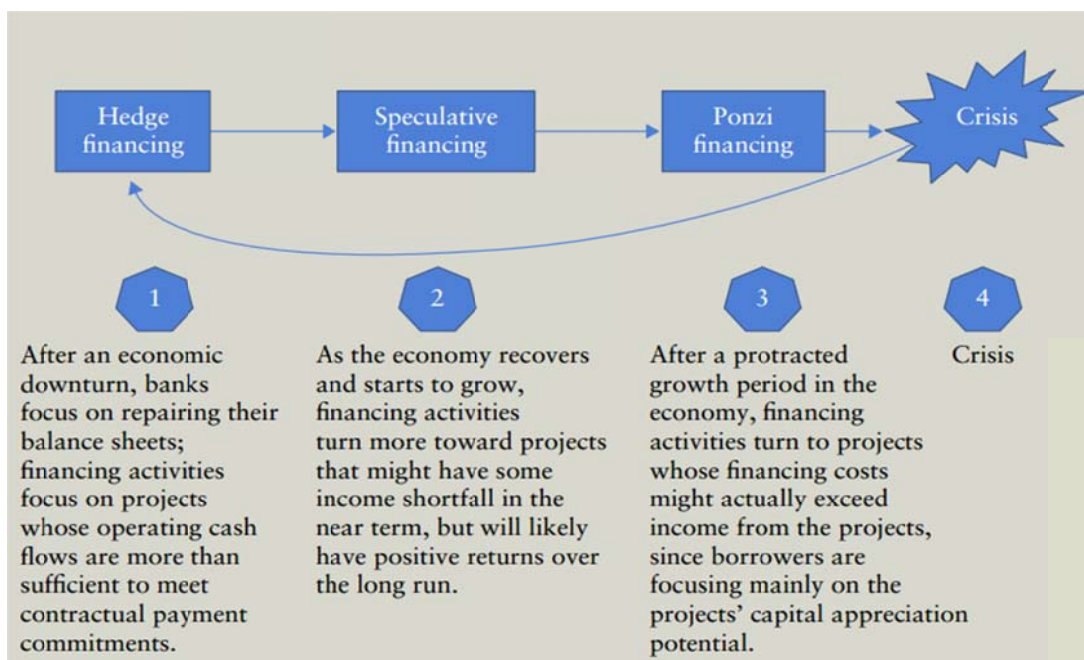 Hedge
financing
Speculative
financing
Ponzi
financing
Crisis
1
After an economic
downturn, banks
focus on repairing their
balance sheets;
financing activities
focus on projects
whose operating cash
flows are more than
sufficient to meet
contractual payment
commitments.
2
As the economy recovers
and starts to grow,
financing activities
turn more toward projects
that might have some
income shortfall in the
near term, but will likely
have positive returns over
the long run.
3
After a protracted
growth period in the
economy, financing
activities turn to projects
whose financing costs
might actually exceed
income from the projects,
since borrowers are
focusing mainly on the
projects’ capital appreciation
potential.
4
Crisis